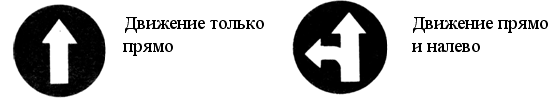 Движение только
прямо
Движение прямо
и налево